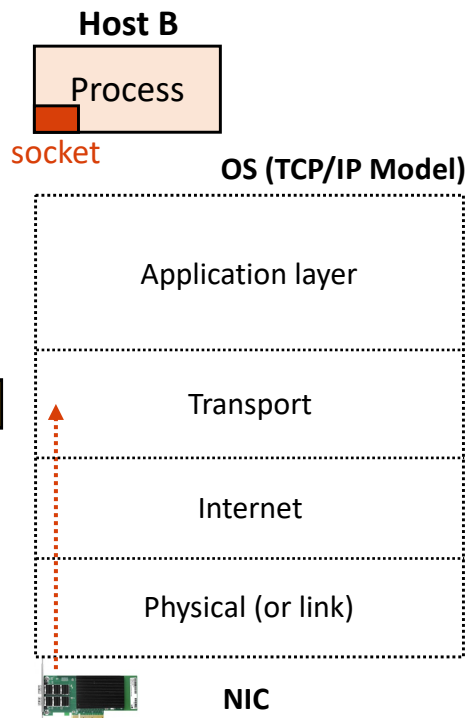 Host B
Process
socket
OS (TCP/IP Model)
Application layer
Transport
Internet
Physical (or link)
NIC